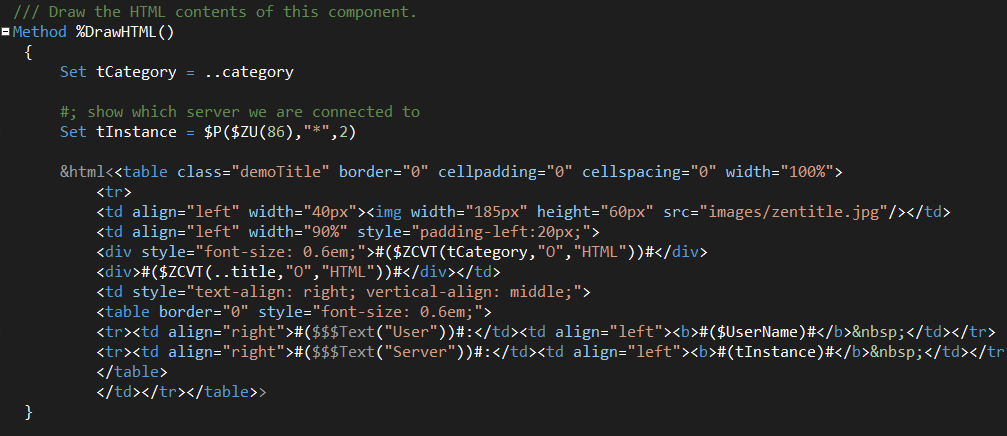 /// Draw the HTML contents of this component.
Method %DrawHTML()
{
Set tCategory = ..category
#; show which server we are connected to
Set tInstance = $P($ZU(86),"*",2)
&html<<table class="demoTitle" border="0" cellpadding="0" cellspacing="0" width="100%">
<tr>
<td align="left" width="40px"><img width="185px" height="60px" src="images/zentitle.jpg"/></td>
<td align="left" width="90%" style="padding-left:20px;">
<div style="font-size: 0.6em;">#($ZCVT(tCategory,"O","HTML"))#</div>
<div>#($ZCVT(..title,"O","HTML"))#</div></td>
<td style="text-align: right; vertical-align: middle;">
<table border="0" style="font-size: 0.6em;">
<tr><td align="right">#($$$Text("User"))#:</td><td align="left"><b>#($UserName)#</b>&nbsp;</td></tr>
<tr><td align="right">#($$$Text("Server"))#:</td><td align="left"><b>#(tInstance)#</b>&nbsp;</td></tr
</table>
</td></tr></table>>
}